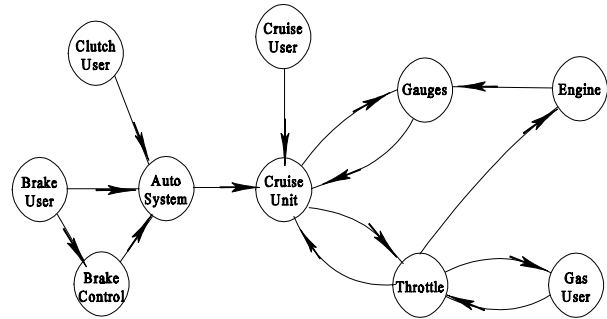 Clutch
User
Cruise
User
Gauges
Engine
Brake
User
Auto
System
Cruise
Unit
Brake
Control
Throttle
Gas
User